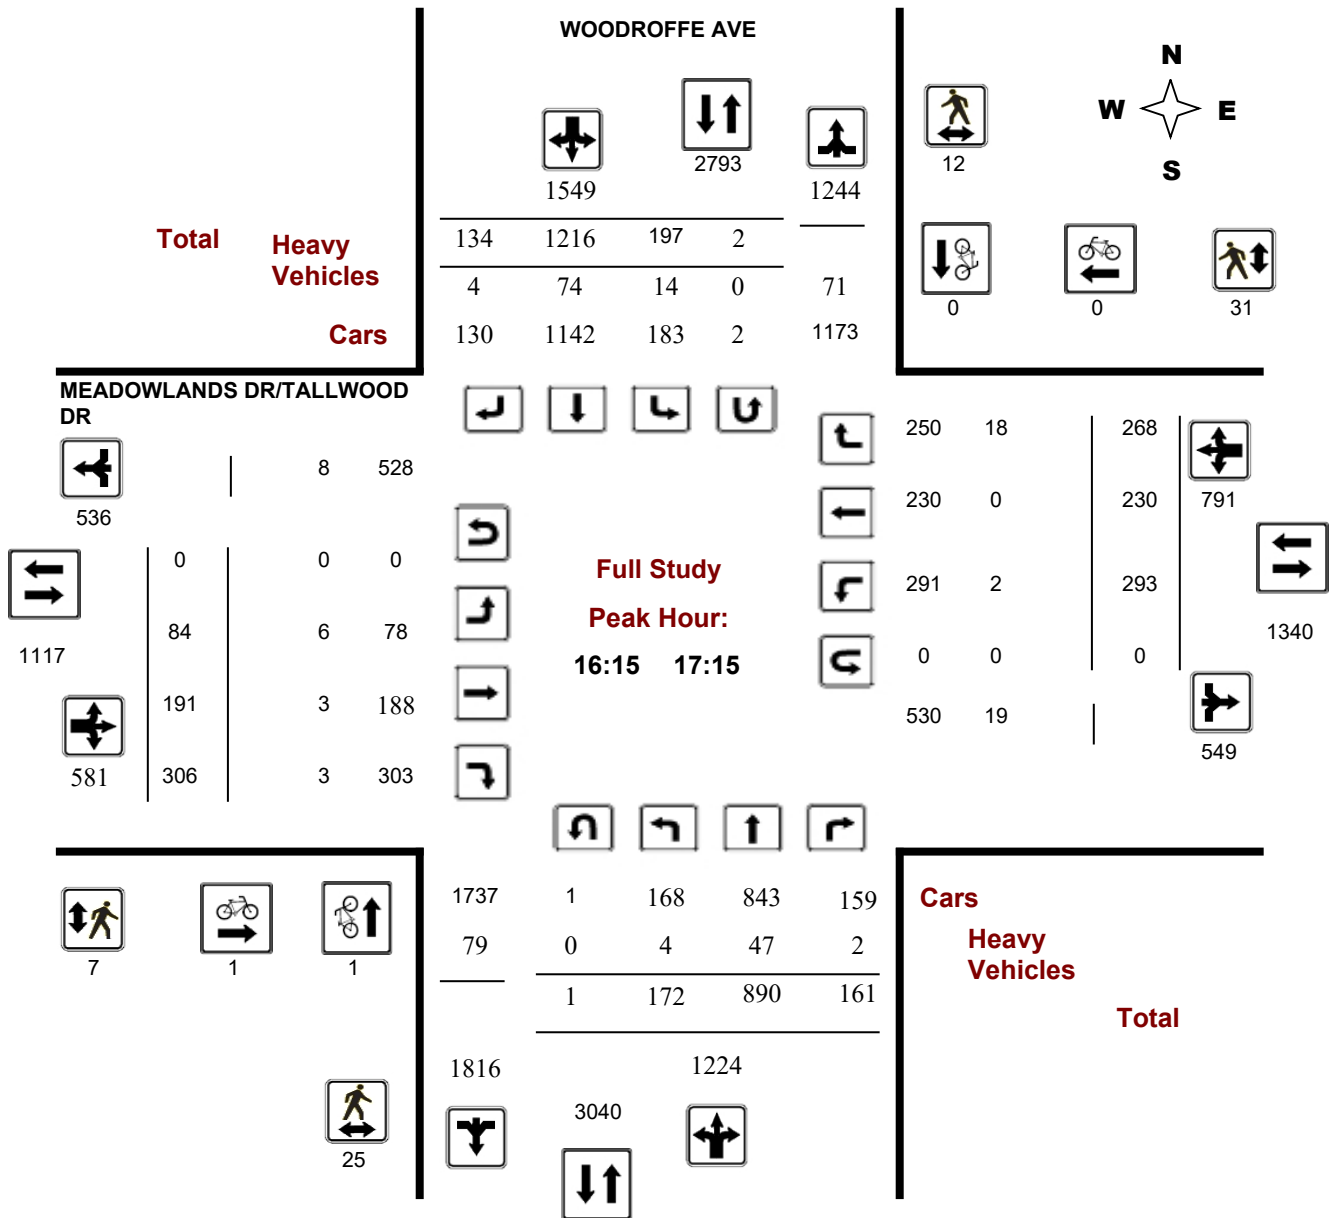 WOODROFFE AVE
N
W E
S
2793
12
1549 1244
Total Heavy
Vehicles
134 1216 197 2
4 74 14 0 71
Cars 130 1142 183 2 1173
0 0 31
MEADOWLANDS DR/TALLWOOD
DR
8 528
536
250 18 268
230 0 230 791
0 0 0
Full Study
291 2 293
Peak Hour:
84 6 78
1117
16:15 17:15
0 0 0
1340
191 3 188
530 19
549
581 306 3 303
1737 1 168 843 159
Cars
79 0 4 47 2
Heavy
Vehicles
7 1 1
1 172 890 161
Total
1816 1224
3040
25